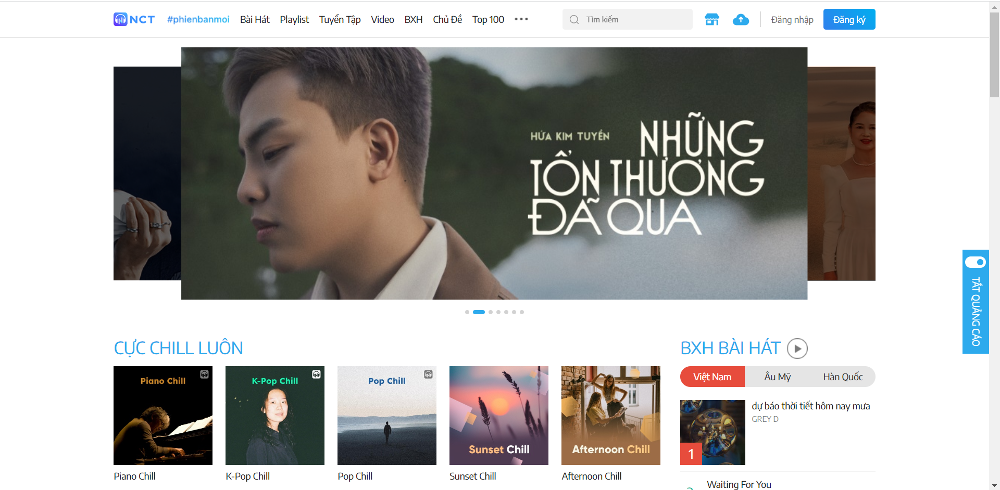 NCT
#phienbanmoi
Bài Hát
Playlist
Tuyển Tập
Video
BXH
Chủ Đề
Top 100
Tìm kiếm
Đăng nhập
Đăng ký
HỨA KIM TUYỀN
NHỮNG
TỔN THƯƠNG
ĐÃ QUA
TẮT QUẢNG CÁO
CỰC CHILL LUÔN
Piano Chill
K-Pop Chill
Pop Chill
Sunset Chill
Afternoon Chill
Piano Chill
K-Pop Chill
Pop Chill
Sunset Chill
Afternoon Chill
BXH BÀI HÁT
Việt Nam
Âu Mỹ
Hàn Quốc
dự báo thời tiết hôm nay mưa
GREY D
1
Waiting For You